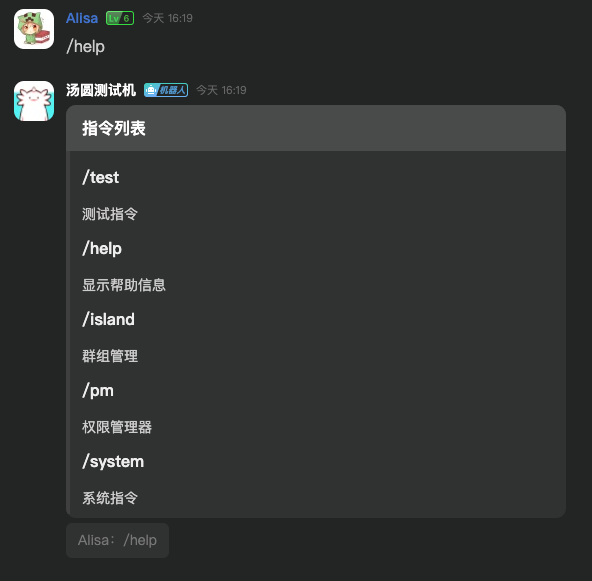 Alisa Lv 6 今天 16:19
/help
汤圆测试机 机器人 今天 16:19
指令列表
/test
测试指令
/help
显示帮助信息
/island
群组管理
/pm
权限管理器
/system
系统指令
Alisa: /help